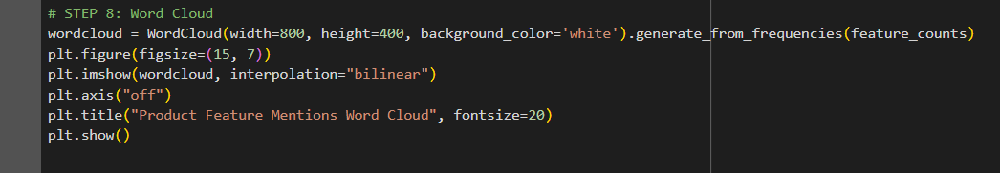 # STEP 8: Word Cloud
wordcloud = WordCloud(width=800, height=400, background_color='white').generate_from_frequencies(feature_counts)
plt.figure(figsize=(15, 7))
plt.imshow(wordcloud, interpolation="bilinear")
plt.axis("off")
plt.title("Product Feature Mentions Word Cloud", fontsize=20)
plt.show()